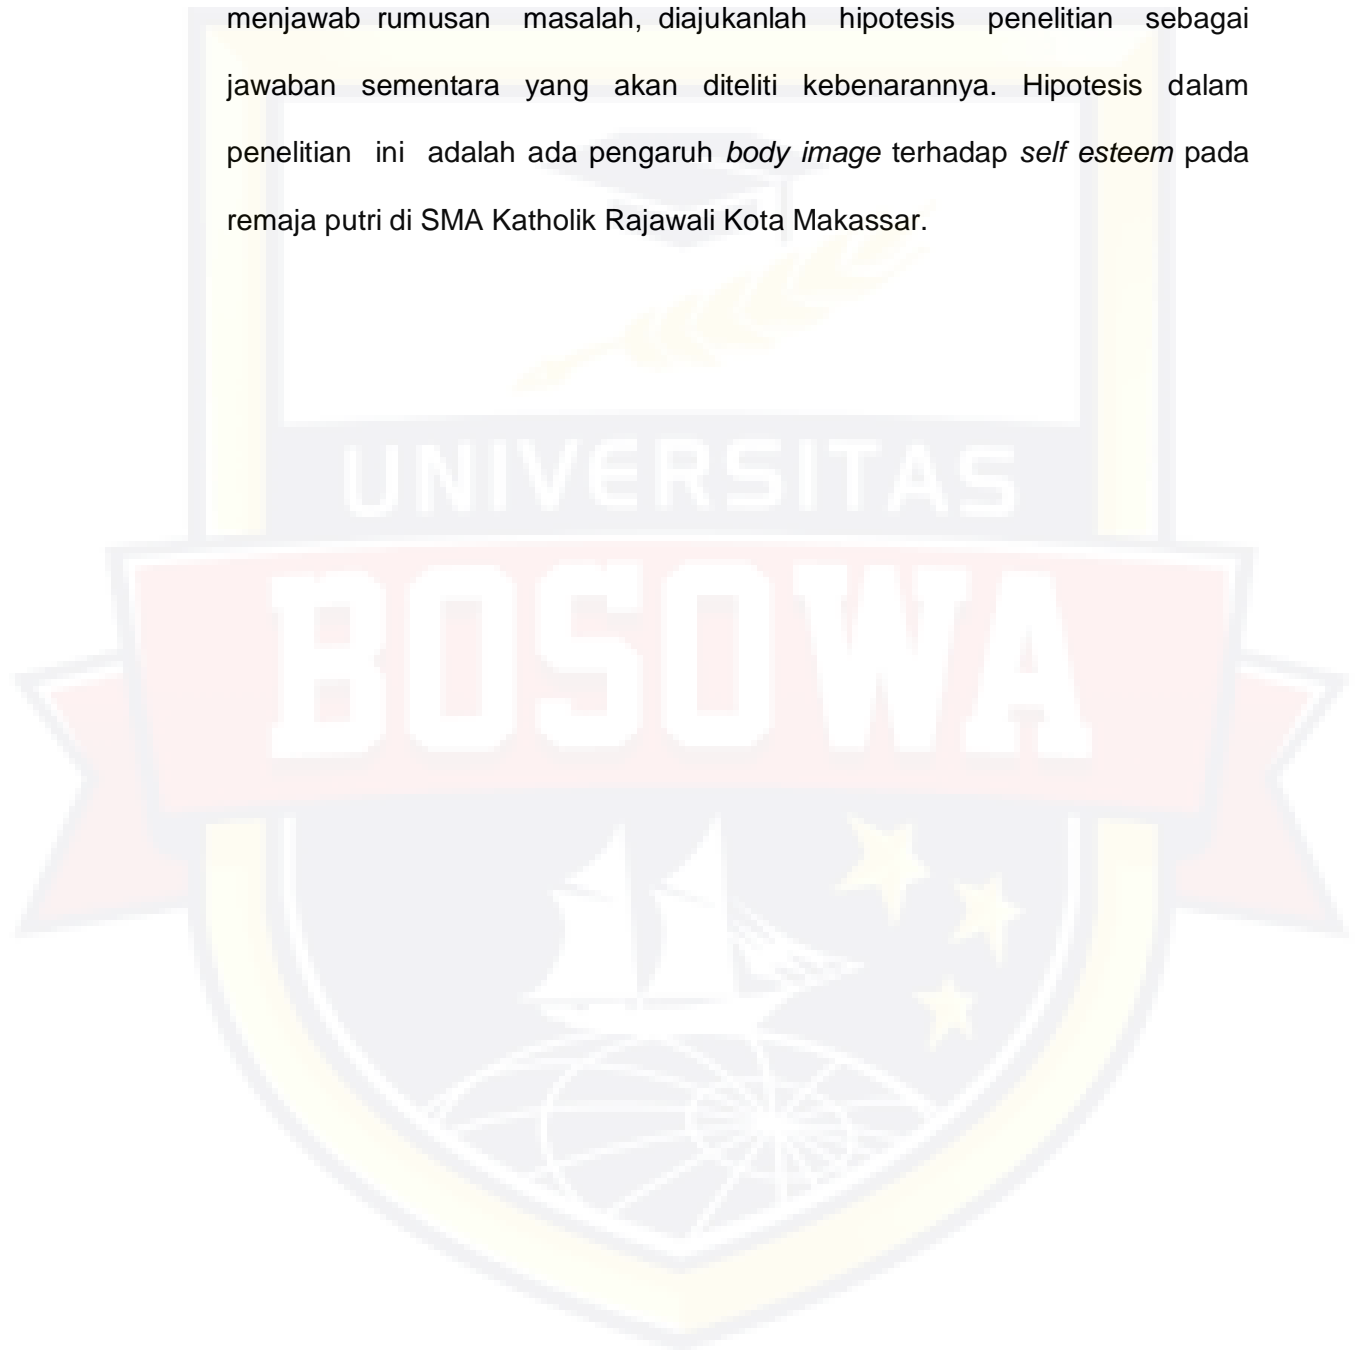 menjawab rumusan masalah, diajukanlah hipotesis penelitian sebagai
jawaban sementara yang akan diteliti kebenarannya. Hipotesis dalam
penelitian ini adalah ada pengaruh body image terhadap self esteem pada
remaja putri di SMA Katholik Rajawali Kota Makassar.
UNIVERSITAS
BOSOWA